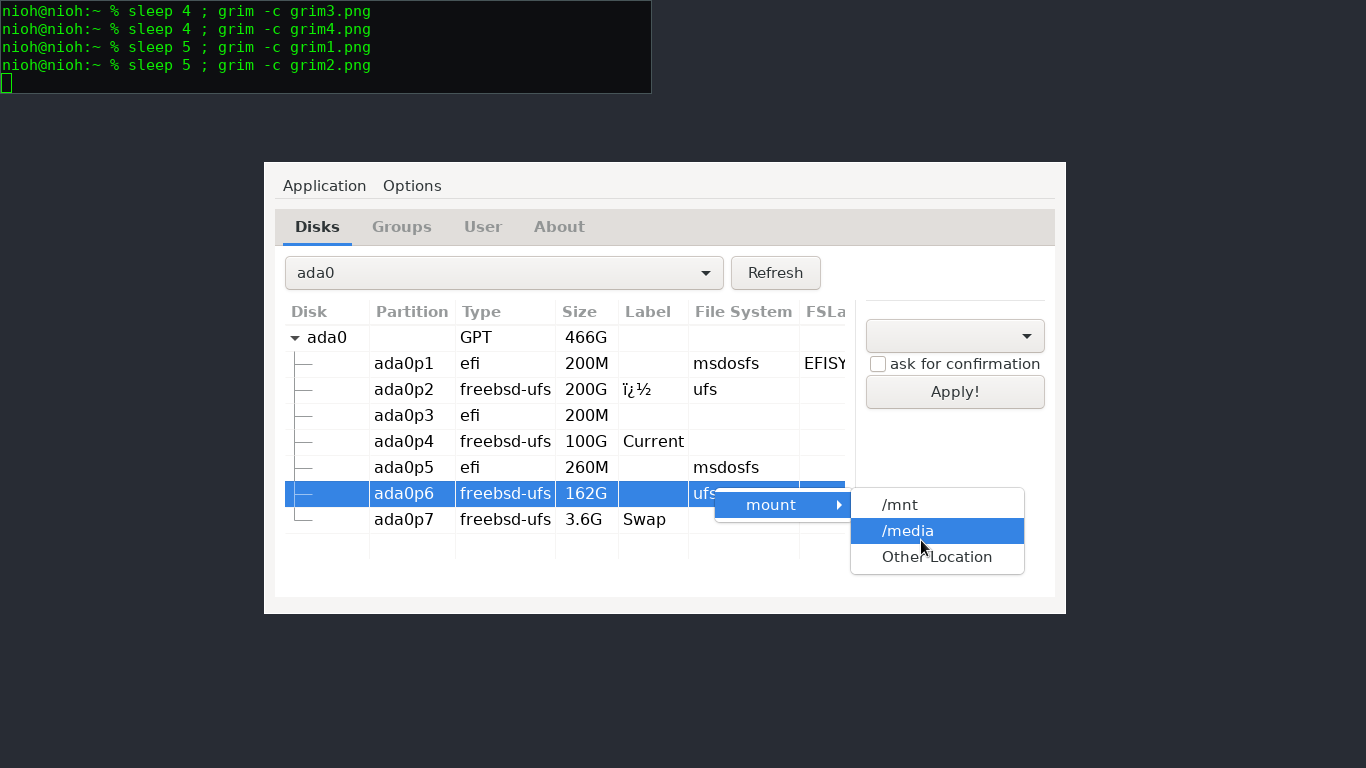 nioh@nioh:~ % sleep 4 ; grim -c grim3.png
nioh@nioh:~ % sleep 4 ; grim -c grim4.png
nioh@nioh:~ % sleep 5 ; grim -c grim1.png
nioh@nioh:~ % sleep 5 ; grim -c grim2.png
Application Options
Disks Groups User About
ada0 Refresh
Disk Partition Type Size Label File System FSLa
ada0 GPT 466G
ada0p1 efi 200M msdosfs EFISY
ask for confirmation
ada0p2 freebsd-ufs 200G ï¿½ ufs
Apply!
ada0p3 efi 200M
ada0p4 freebsd-ufs 100G Current
ada0p5 efi 260M msdosfs
ada0p6 freebsd-ufs 162G ufs
mount /mnt
ada0p7 freebsd-ufs 3.6G Swap
/media
Other Location